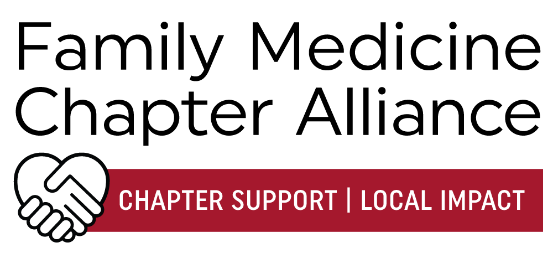 Family Medicine
Chapter Alliance
CHAPTER SUPPORT | LOCAL IMPACT